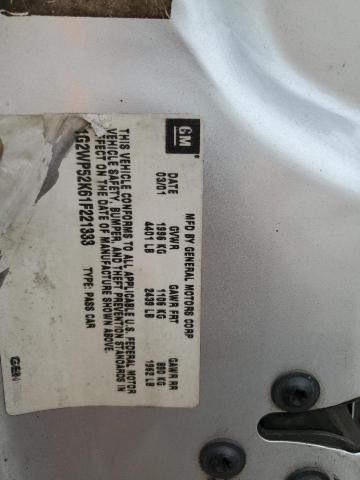 GM
MFD BY GENERAL MOTORS CORP
DATE GVWR GAWR FRT GAWR RR
03/01 1996 KG 1106 KG 890 KG
4401 LB 2439 LB 1962 LB
THIS VEHICLE CONFORMS TO ALL APPLICABLE U.S. FEDERAL MOTOR
VEHICLE SAFETY, BUMPER, AND THEFT PREVENTION STANDARDS IN
EFFECT ON THE DATE OF MANUFACTURE SHOWN ABOVE.
1G2WP52K61F221333 TYPE: PASS CAR